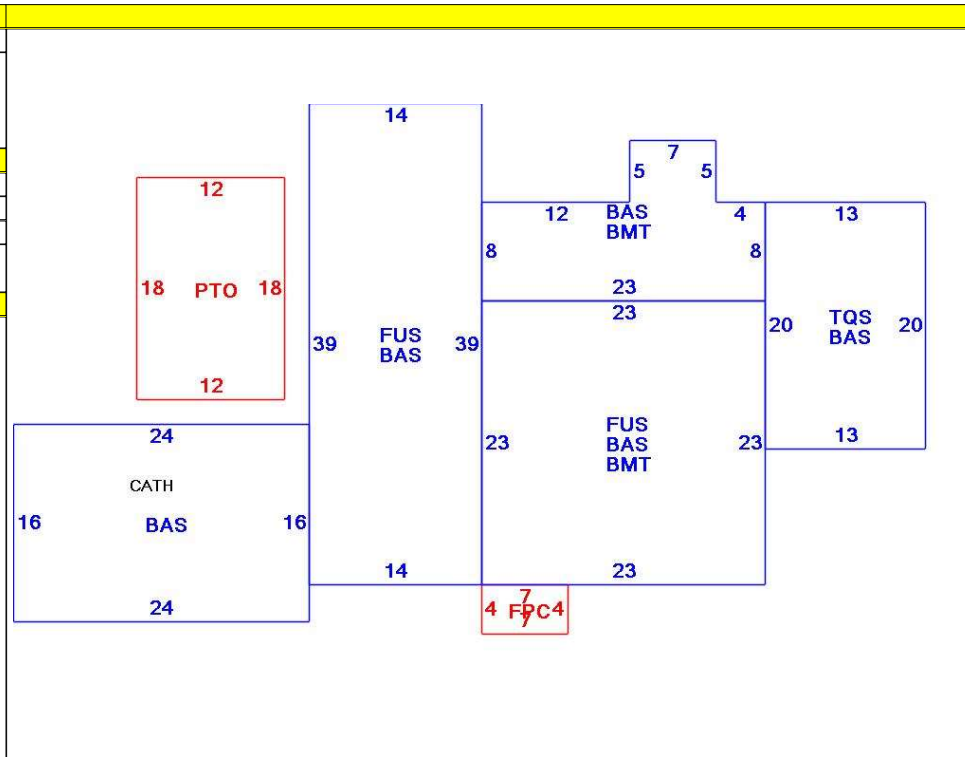 14
7
5 5
12
12 BAS 4 13
BMT
8 8
18 PTO 18
23
23
39 FUS 39
BAS
20 TQS 20
BAS
12
24
FUS
23 BAS 23
BMT
13
CATH
16 BAS 16
14 23
24
7
4 FPC 4
7